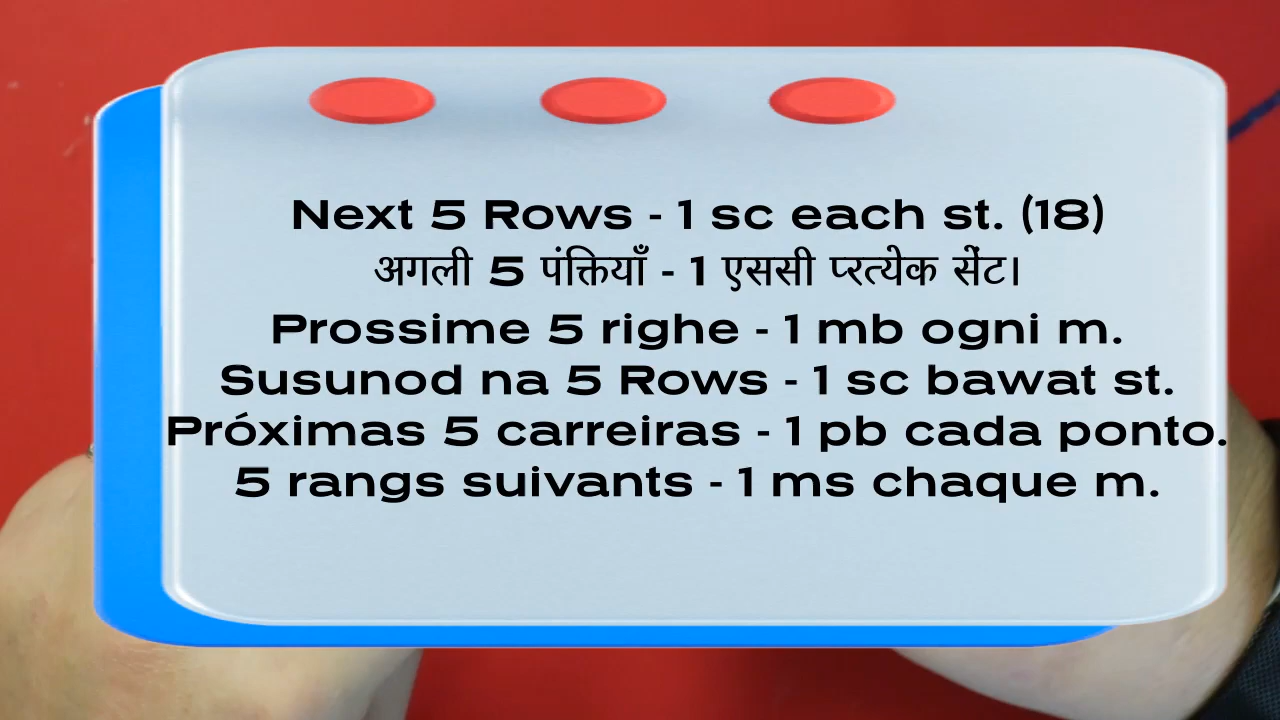 Next 5 Rows - 1 sc each st. (18)
अगली 5 पंक्तियाँ - 1 एससी प्रत्येक सेंट।
Prossime 5 righe - 1 mb ogni m.
Susunod na 5 Rows - 1 sc bawat st.
Próximas 5 carreiras - 1 pb cada ponto.
5 rangs suivants - 1 ms chaque m.